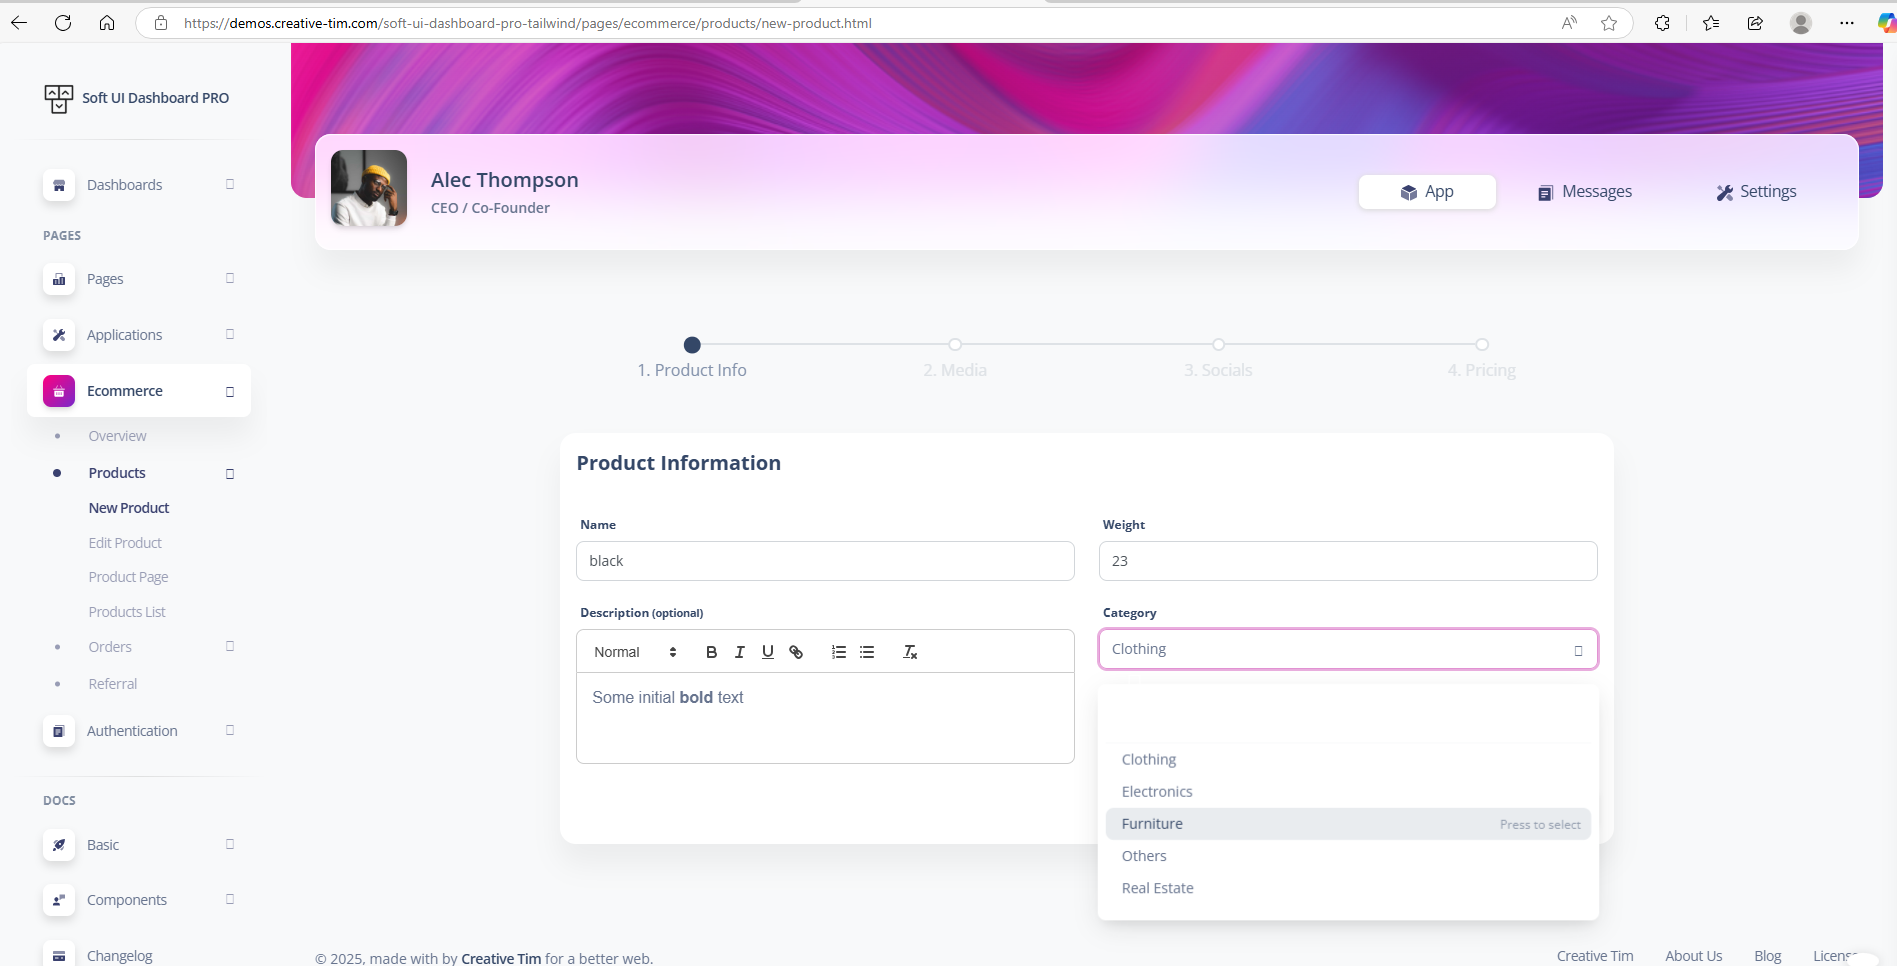 https://demos.creative-tim.com/soft-ui-dashboard-pro-tailwind/pages/ecommerce/products/new-product.html
Soft UI Dashboard PRO
Dashboards
PAGES
Pages
Applications
Ecommerce
Overview
Products
New Product
Edit Product
Product Page
Products List
Orders
Referral
Authentication
DOCS
Basic
Components
Changelog
Alec Thompson
CEO / Co-Founder
App
Messages
Settings
1. Product Info
2. Media
3. Socials
4. Pricing
Product Information
Name
black
Weight
23
Description (optional)
Normal
Some initial bold text
Category
Clothing
Clothing
Electronics
Furniture
Press to select
Others
Real Estate
© 2025, made with by Creative Tim for a better web.
Creative Tim
About Us
Blog